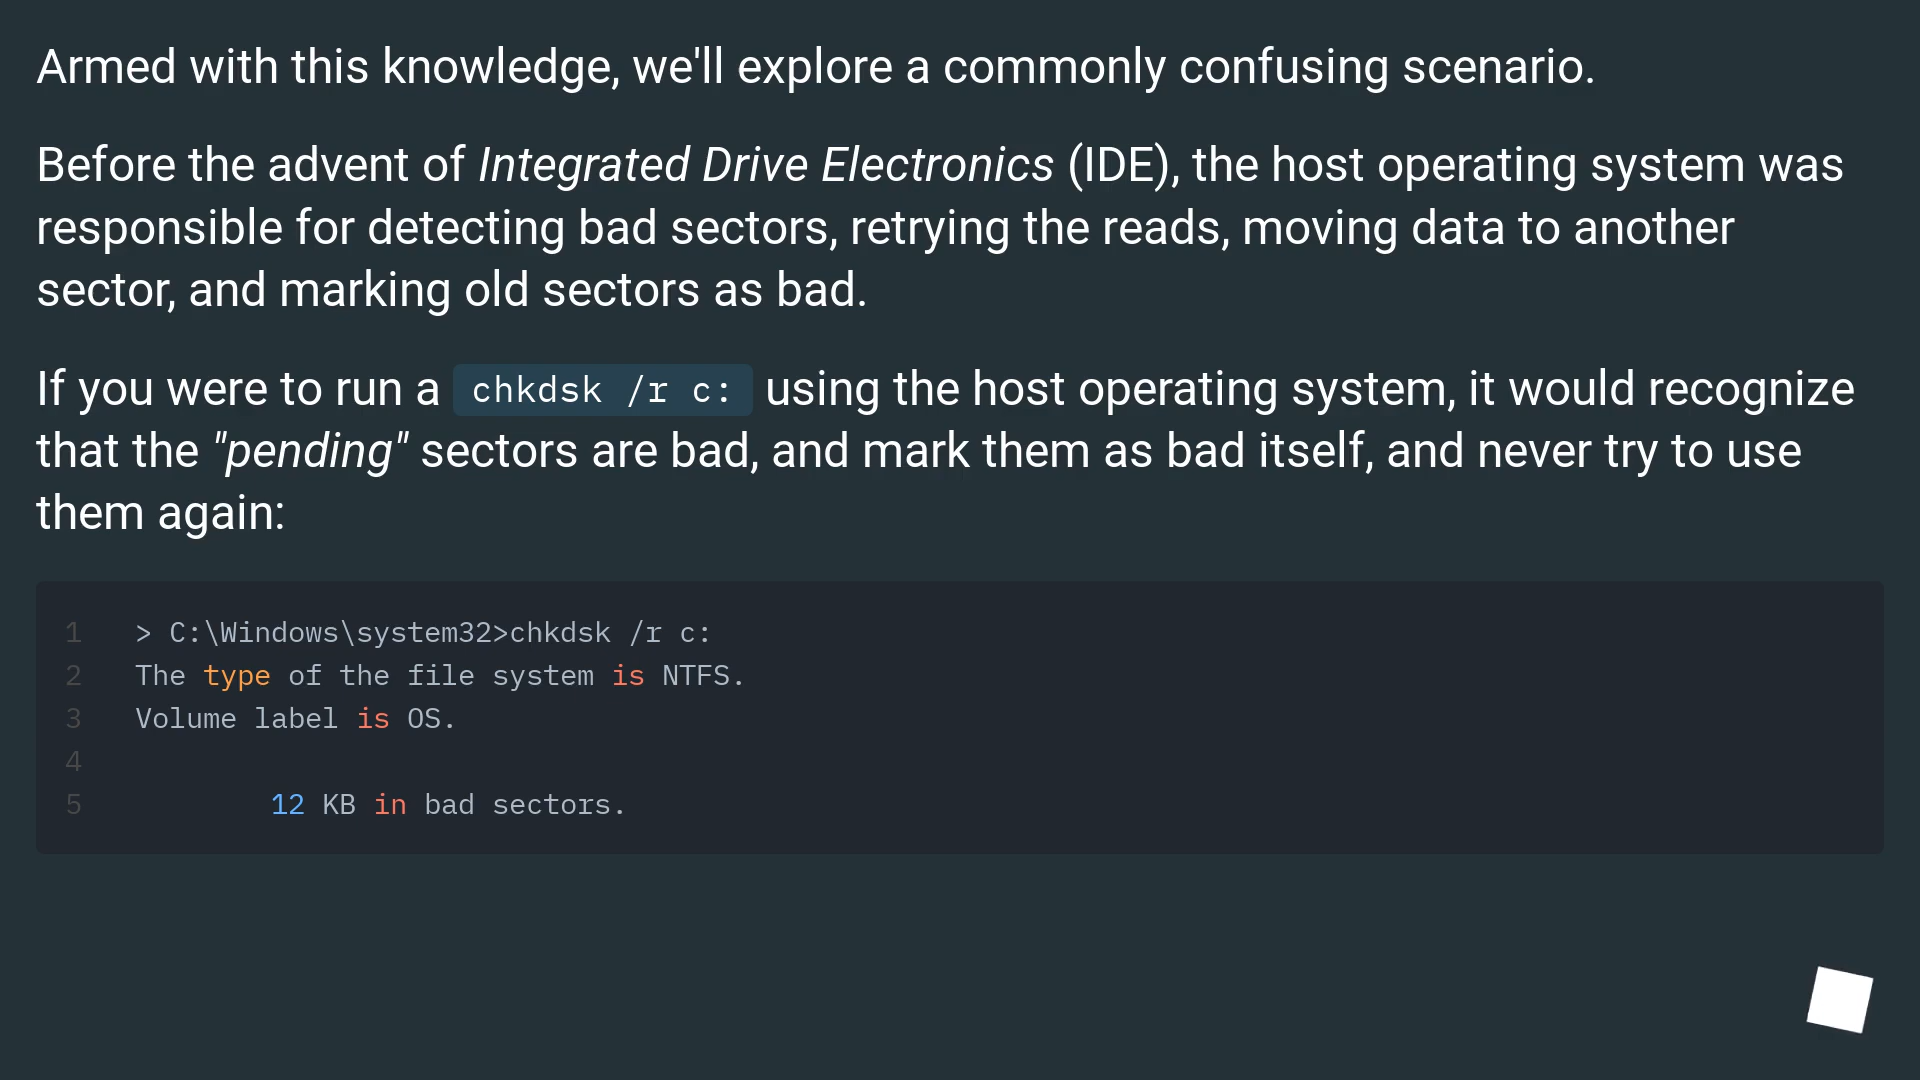 Armed with this knowledge, we'll explore a commonly confusing scenario.
Before the advent of Integrated Drive Electronics (IDE), the host operating system was
responsible for detecting bad sectors, retrying the reads, moving data to another
sector, and marking old sectors as bad.
If you were to run a chkdsk /r c: using the host operating system, it would recognize
that the "pending" sectors are bad, and mark them as bad itself, and never try to use
them again:
1 > C:\Windows\system32>chkdsk /r c:
2 The type of the file system is NTFS.
3 Volume label is OS.
4
5 12 KB in bad sectors.